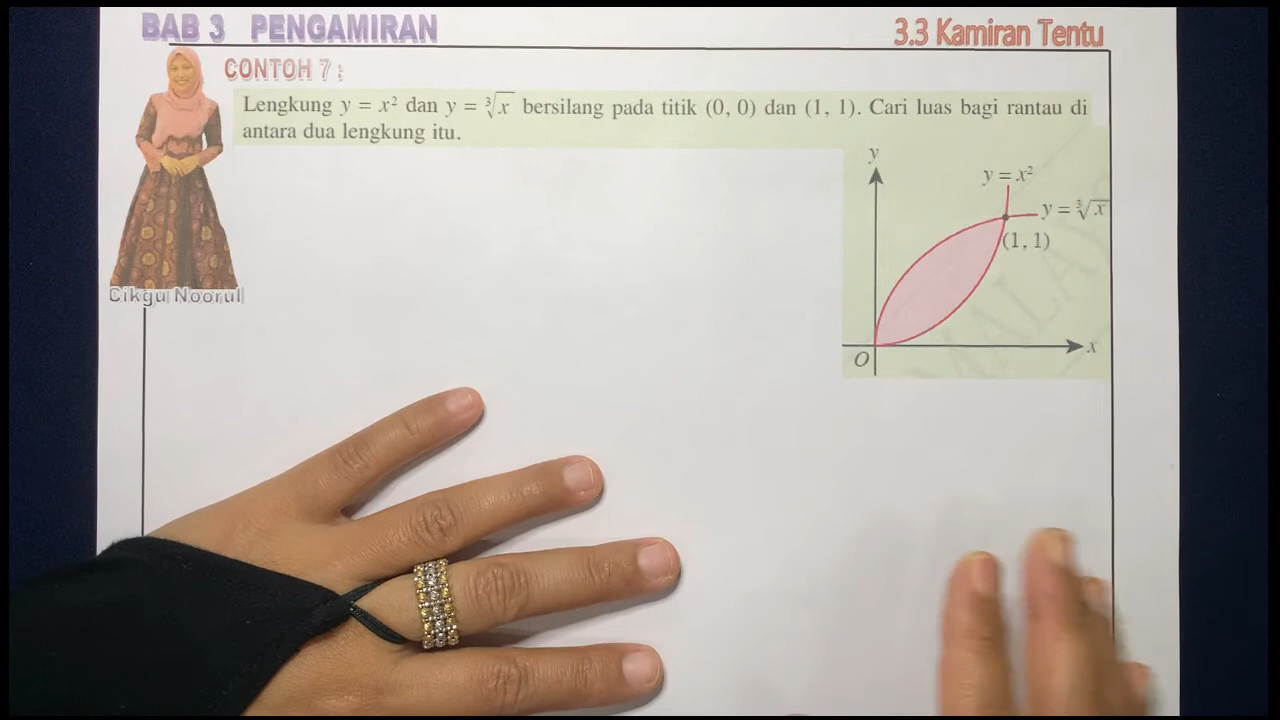 BAB 3 PENGAMIRAN
3.3 Kamiran Tentu
CONTOH 7 :
Lengkung y = x² dan y = ∛x bersilang pada titik (0, 0) dan (1, 1). Cari luas bagi rantau di
antara dua lengkung itu.
y
y = x²
y = ∛x
(1, 1)
O
x
Cikgu Noorul
MALAYS